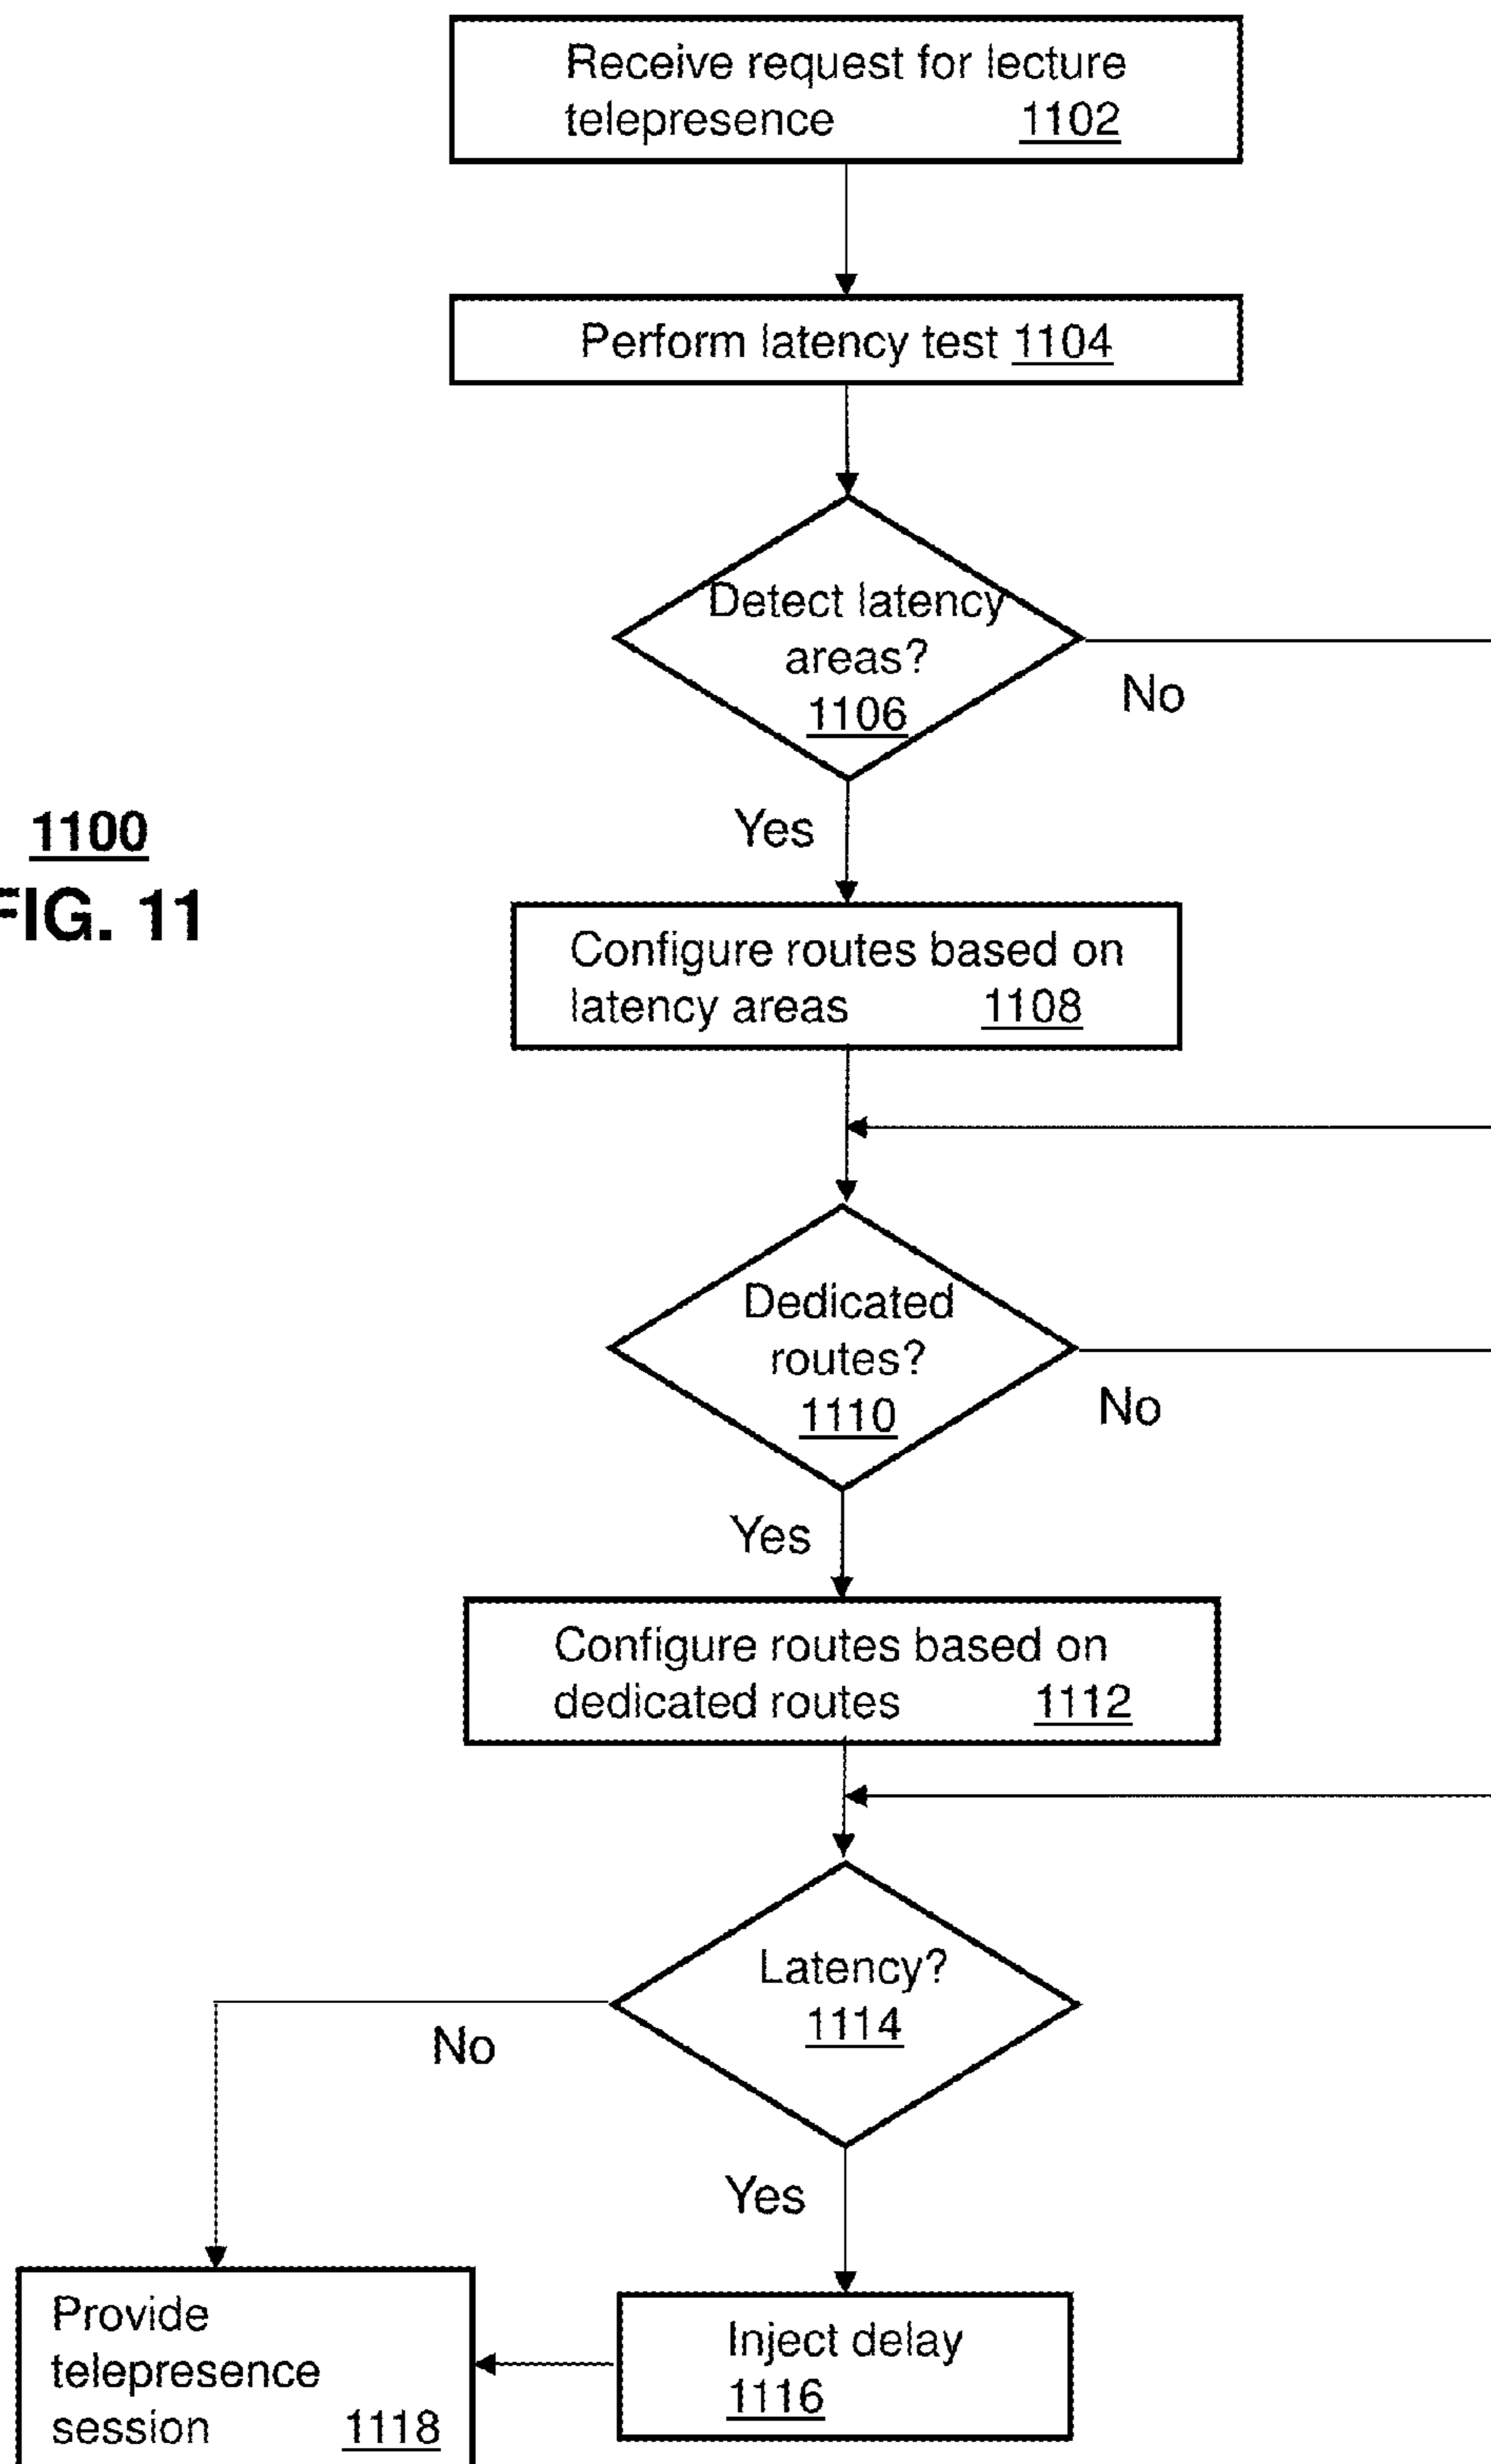 Receive request for lecture
telepresence 1102
Perform latency test 1104
Detect latency
areas?
1106
No
Yes
1100
FIG. 11
Configure routes based on
latency areas 1108
Dedicated
routes?
1110
No
Yes
Configure routes based on
dedicated routes 1112
Latency?
1114
No
Yes
Provide
telepresence
session 1118
Inject delay
1116